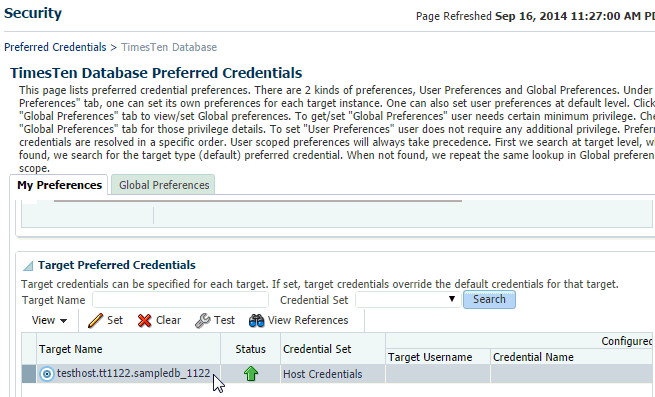 Security
Page Refreshed Sep 16, 2014 11:27:00 AM
Preferred Credentials > TimesTen Database
TimesTen Database Preferred Credentials
This page lists preferred credential preferences. There are 2 kinds of preferences, User Preferences and Global Preferences. Under
Preferences" tab, one can set its own preferences for each target instance. One can also set user preferences at default level. Click
"Global Preferences" tab to view/set Global preferences. To get/set "Global Preferences" user needs certain minimum privilege. Che
"Global Preferences" tab for those privilege details. To set "User Preferences" user does not require any additional privilege. Prefer
credentials are resolved in a specific order. User scoped preferences will always take precedence. First we search at target level, w
found, we search for the target type (default) preferred credential. When not found, we repeat the same lookup in Global preferen
scope.
My Preferences Global Preferences
Target Preferred Credentials
Target credentials can be specified for each target. If set, target credentials override the default credentials for that target.
Target Name Credential Set Search
View Set Clear Test View References
Configured
Target Name Status Credential Set
Target Username Credential Name
testhost.tt1122.sampledb_1122 Host Credentials